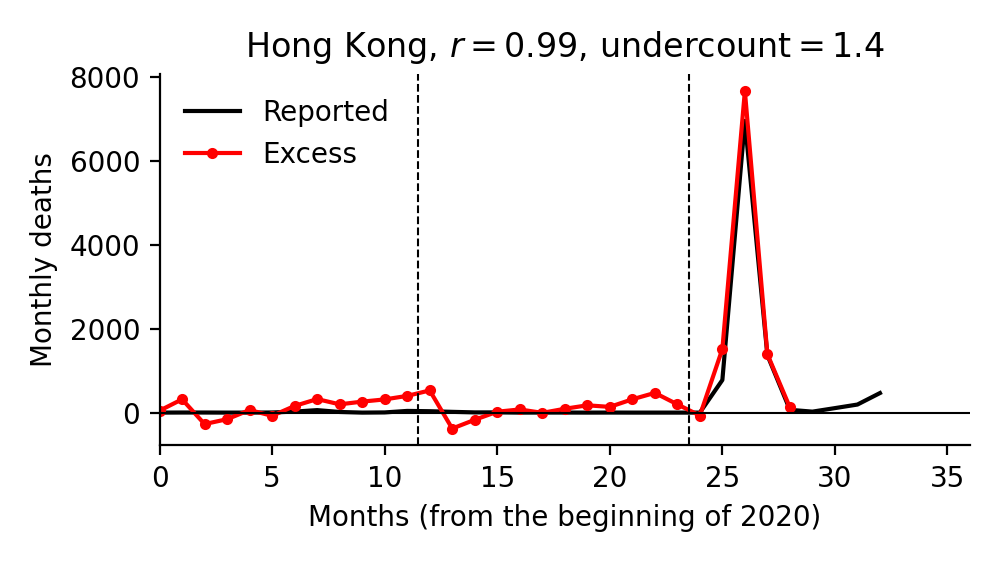 Hong Kong, r = 0.99, undercount = 1.4
8000
6000
4000
2000
0
Monthly deaths
Reported
Excess
0 5 10 15 20 25 30 35
Months (from the beginning of 2020)